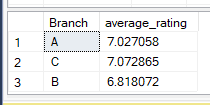 Branch average_rating
1 A 7.027058
2 C 7.072865
3 B 6.818072